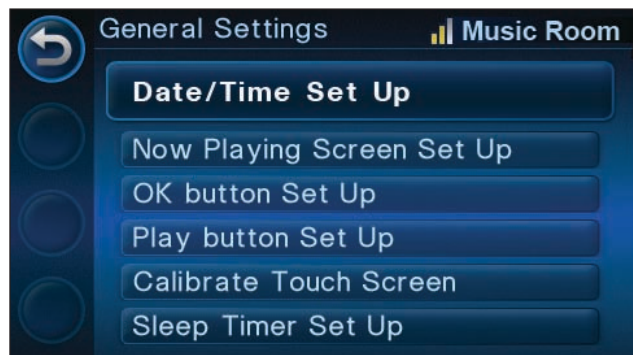 General Settings Music Room
Date/Time Set Up
Now Playing Screen Set Up
OK button Set Up
Play button Set Up
Calibrate Touch Screen
Sleep Timer Set Up